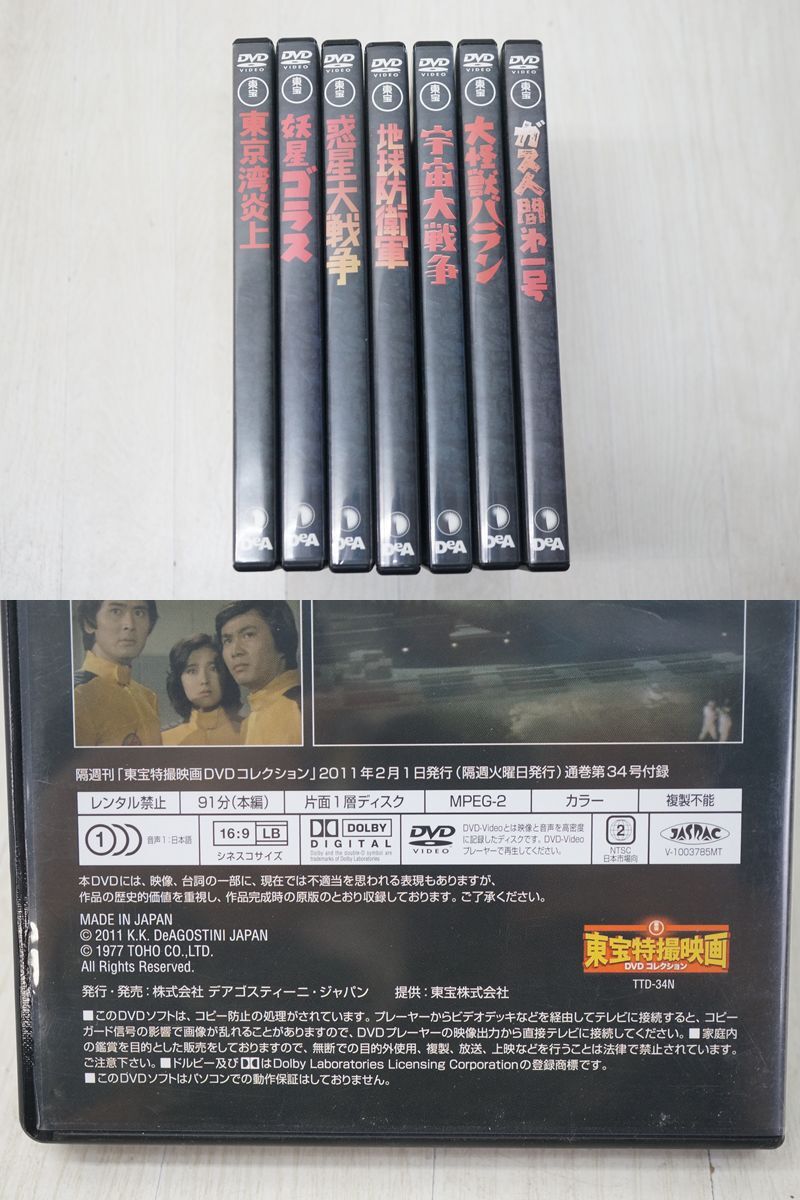 DVD
VIDEO
東宝
東京湾炎上
DeA
DVD
VIDEO
東宝
妖星ゴラス
DeA
DVD
VIDEO
東宝
惑星大戦争
DeA
DVD
VIDEO
東宝
地球防衛軍
DeA
DVD
VIDEO
東宝
宇宙大戦争
DeA
DVD
VIDEO
東宝
大怪獣バラン
DeA
DVD
VIDEO
東宝
ガス人間第一号
DeA
隔週刊「東宝特撮映画DVDコレクション」2011年2月1日発行(隔週火曜日発行)通巻第34号付録
レンタル禁止 91分(本編) 片面1層ディスク MPEG-2 カラー 複製不能
1 音声1:日本語
16:9 LB
シネスコサイズ
DOLBY
DIGITAL
Dolby and the double-D symbol are
trademarks of Dolby Laboratories
DVD
VIDEO
DVD-Videoとは映像と音声を高密度
に記録したディスクです。DVD-Video
プレーヤーで再生してください。
2
NTSC
日本市場向
JASRAC
V-1003785MT
本DVDには、映像、台詞の一部に、現在では不適当を思われる表現もありますが、
作品の歴史的価値を重視し、作品完成時の原版のとおり収録しております。ご了承ください。
MADE IN JAPAN
© 2011 K.K. DeAGOSTINI JAPAN
© 1977 TOHO CO.,LTD.
All Rights Reserved.
東宝
東宝特撮映画
DVDコレクション
TTD-34N
発行・発売:株式会社 デアゴスティーニ・ジャパン 提供:東宝株式会社
■このDVDソフトは、コピー防止の処理がされています。プレーヤーからビデオデッキなどを経由してテレビに接続すると、コピー
ガード信号の影響で画像が乱れることがありますので、DVDプレーヤーの映像出力から直接テレビに接続してください。■家庭内
の鑑賞を目的とした販売をしておりますので、無断での目的外使用、複製、放送、上映などを行うことは法律で禁止されています。
ご注意下さい。■ドルビー及びDDはDolby Laboratories Licensing Corporationの登録商標です。
■このDVDソフトはパソコンでの動作保証はしておりません。